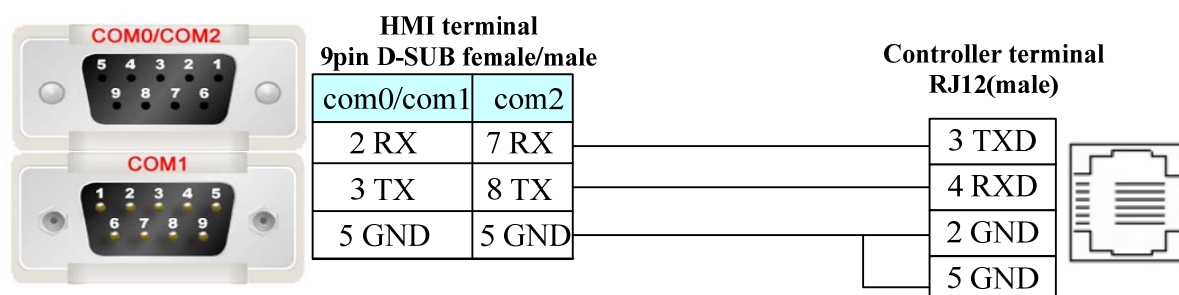 COM0/COM2
5 4 3 2 1
9 8 7 6
COM1
1 2 3 4 5
6 7 8 9
HMI terminal
9pin D-SUB female/male
com0/com1 com2
2 RX 7 RX
3 TX 8 TX
5 GND 5 GND
Controller terminal
RJ12(male)
3 TXD
4 RXD
2 GND
5 GND